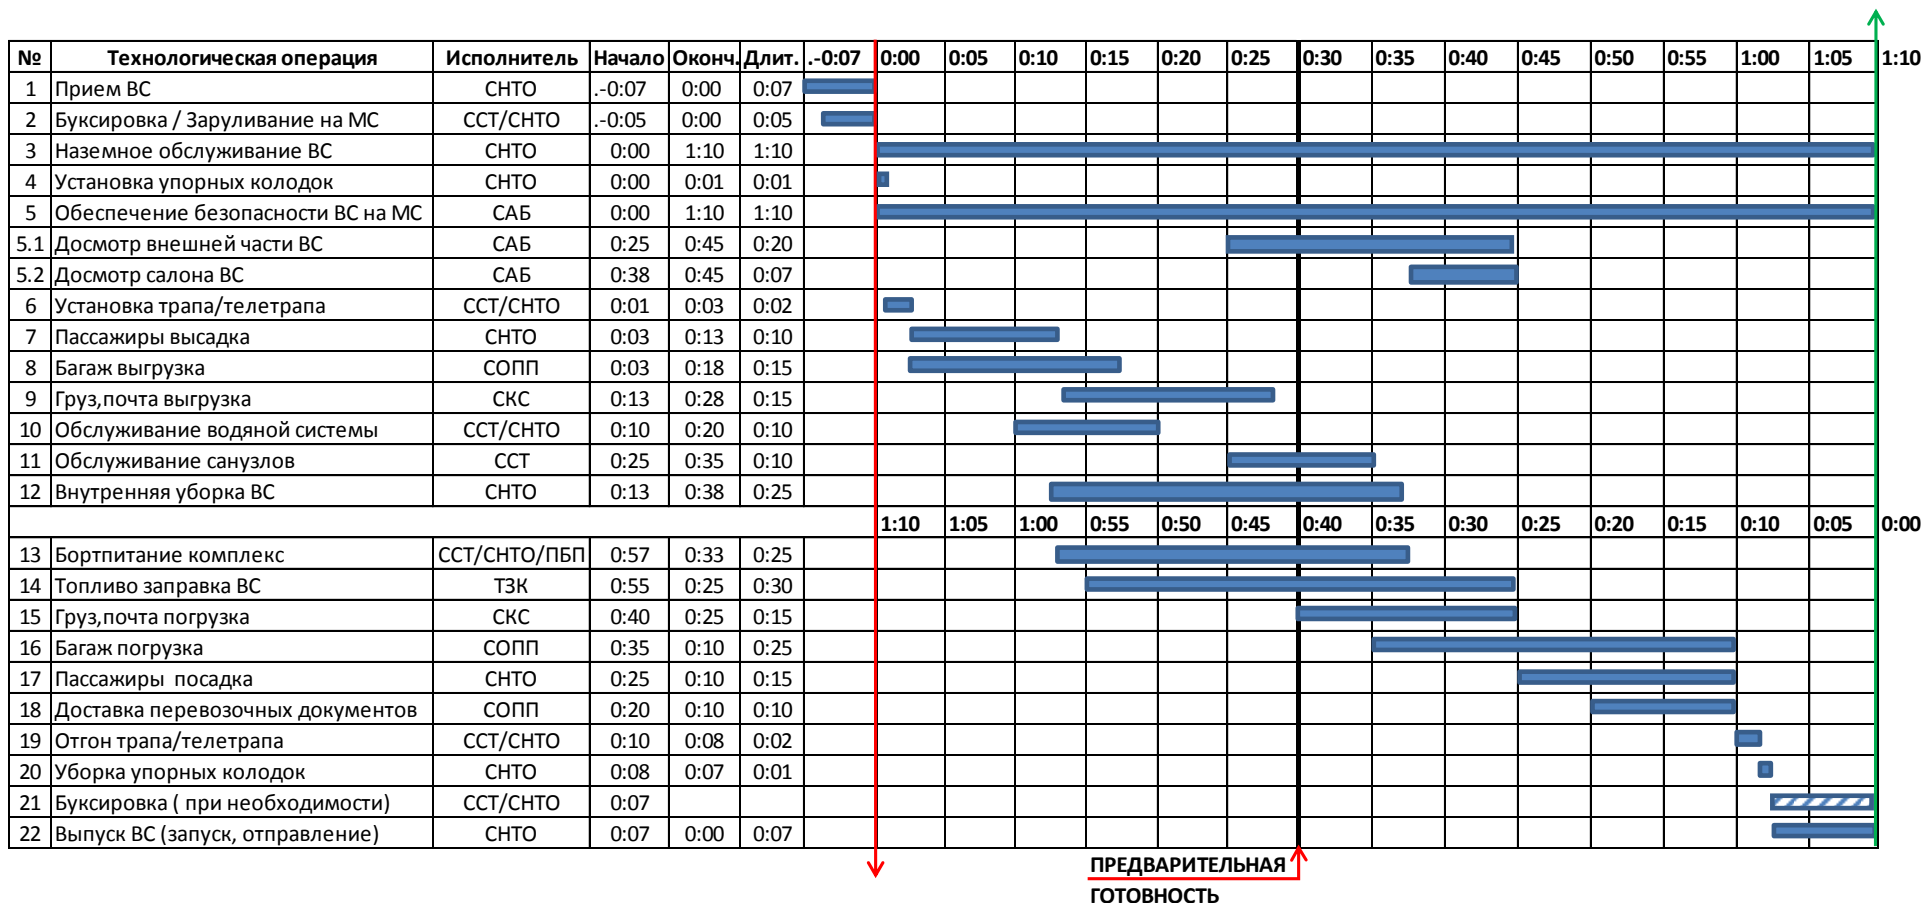 № Технологическая операция Исполнитель Начало Оконч. Длит. .-0:07 0:00 0:05 0:10 0:15 0:20 0:25 0:30 0:35 0:40 0:45 0:50 0:55 1:00 1:05 1:10
1 Прием ВС СНТО .-0:07 0:00 0:07
2 Буксировка / Заруливание на МС ССТ/СНТО .-0:05 0:00 0:05
3 Наземное обслуживание ВС СНТО 0:00 1:10 1:10
4 Установка упорных колодок СНТО 0:00 0:01 0:01
5 Обеспечение безопасности ВС на МС САБ 0:00 1:10 1:10
5.1 Досмотр внешней части ВС САБ 0:25 0:45 0:20
5.2 Досмотр салона ВС САБ 0:38 0:45 0:07
6 Установка трапа/телетрапа ССТ/СНТО 0:01 0:03 0:02
7 Пассажиры высадка СНТО 0:03 0:13 0:10
8 Багаж выгрузка СОПП 0:03 0:18 0:15
9 Груз,почта выгрузка СКС 0:13 0:28 0:15
10 Обслуживание водяной системы ССТ/СНТО 0:10 0:20 0:10
11 Обслуживание санузлов ССТ 0:25 0:35 0:10
12 Внутренняя уборка ВС СНТО 0:13 0:38 0:25
1:10 1:05 1:00 0:55 0:50 0:45 0:40 0:35 0:30 0:25 0:20 0:15 0:10 0:05 0:00
13 Бортпитание комплекс ССТ/СНТО/ПБП 0:57 0:33 0:25
14 Топливо заправка ВС ТЗК 0:55 0:25 0:30
15 Груз,почта погрузка СКС 0:40 0:25 0:15
16 Багаж погрузка СОПП 0:35 0:10 0:25
17 Пассажиры посадка СНТО 0:25 0:10 0:15
18 Доставка перевозочных документов СОПП 0:20 0:10 0:10
19 Отгон трапа/телетрапа ССТ/СНТО 0:10 0:08 0:02
20 Уборка упорных колодок СНТО 0:08 0:07 0:01
21 Буксировка ( при необходимости) ССТ/СНТО 0:07
22 Выпуск ВС (запуск, отправление) СНТО 0:07 0:00 0:07
ПРЕДВАРИТЕЛЬНАЯ
ГОТОВНОСТЬ